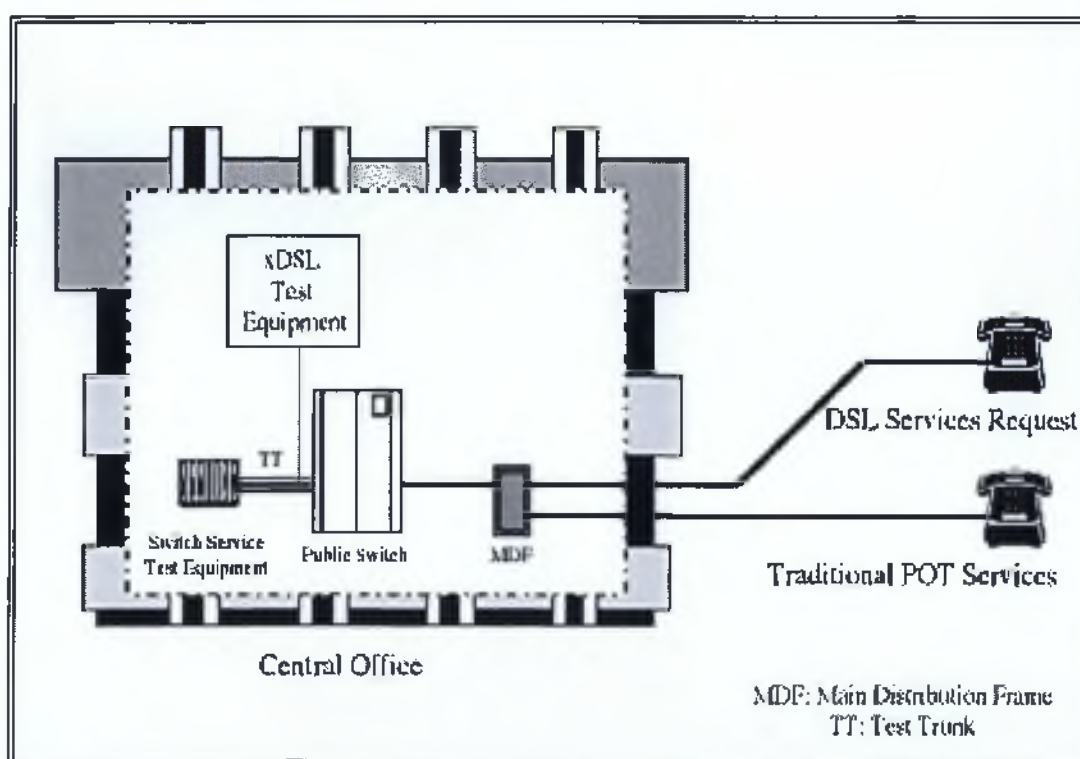 xDSL
Test
Equipment
TT
Switch Service
Test Equipment
Public Switch
MDF
DSL Services Request
Traditional POT Services
Central Office
MDF: Main Distribution Frame
TT: Test Trunk